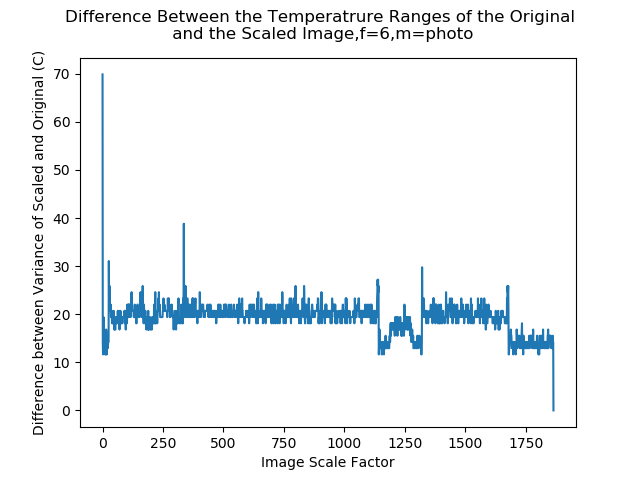 Difference Between the Temperatrure Ranges of the Original
and the Scaled Image,f=6,m=photo
Difference between Variance of Scaled and Original (C)
70
60
50
40
30
20
10
0
0 250 500 750 1000 1250 1500 1750
Image Scale Factor